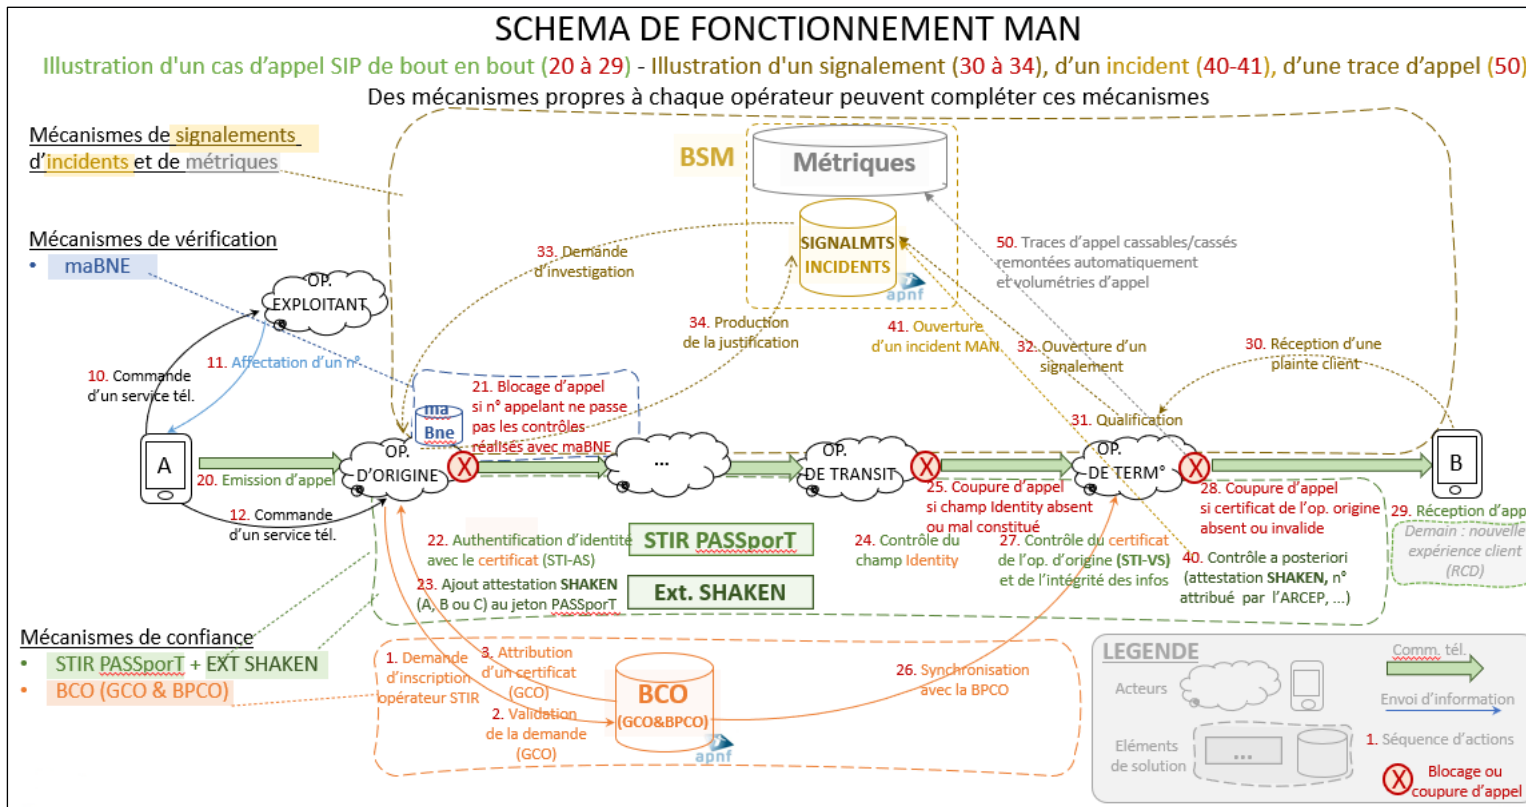 SCHEMA DE FONCTIONNEMENT MAN
Illustration d'un cas d'appel SIP de bout en bout (20 à 29) - Illustration d'un signalement (30 à 34), d'un incident (40-41), d'une trace d'appel (50)
Des mécanismes propres à chaque opérateur peuvent compléter ces mécanismes
Mécanismes de signalements
d'incidents et de métriques
BSM
Métriques
SIGNALMTS
INCIDENTS
apnf
Mécanismes de vérification
• maBNE
OP.
EXPLOITANT
33. Demande
d'investigation
50. Traces d'appel cassables/cassés
remontées automatiquement
et volumétries d'appel
34. Production
de la justification
41. Ouverture
d'un incident MAN
32. Ouverture d'un
signalement
30. Réception d'une
plainte client
10. Commande
d'un service tél.
11. Affectation d'un n°
21. Blocage d'appel
si n° appelant ne passe
pas les contrôles
réalisés avec maBNE
ma
Bne
31. Qualification
A
OP.
D'ORIGINE
X
...
OP.
DE TRANSIT
X
OP.
DE TERM°
X
B
20. Emission d'appel
12. Commande
d'un service tél.
25. Coupure d'appel
si champ Identity absent
ou mal constitué
28. Coupure d'appel
si certificat de l'op. origine
absent ou invalide
29. Réception d'appel
Demain : nouvelle
expérience client
(RCD)
22. Authentification d'identité
avec le certificat (STI-AS)
STIR PASSporT
24. Contrôle du
champ Identity
27. Contrôle du certificat
de l'op. d'origine (STI-VS)
et de l'intégrité des infos
23. Ajout attestation SHAKEN
(A, B ou C) au jeton PASSporT
Ext. SHAKEN
40. Contrôle a posteriori
(attestation SHAKEN, n°
attribué par l'ARCEP, ...)
Mécanismes de confiance
• STIR PASSporT + EXT SHAKEN
• BCO (GCO & BPCO)
1. Demande
d'inscription
opérateur STIR
3. Attribution
d'un certificat
(GCO)
2. Validation
de la demande
(GCO)
BCO
(GCO&BPCO)
apnf
26. Synchronisation
avec la BPCO
LEGENDE
Acteurs
Comm. tél.
Envoi d'information
Eléments
de solution
...
1. Séquence d'actions
X
Blocage ou
coupure d'appel